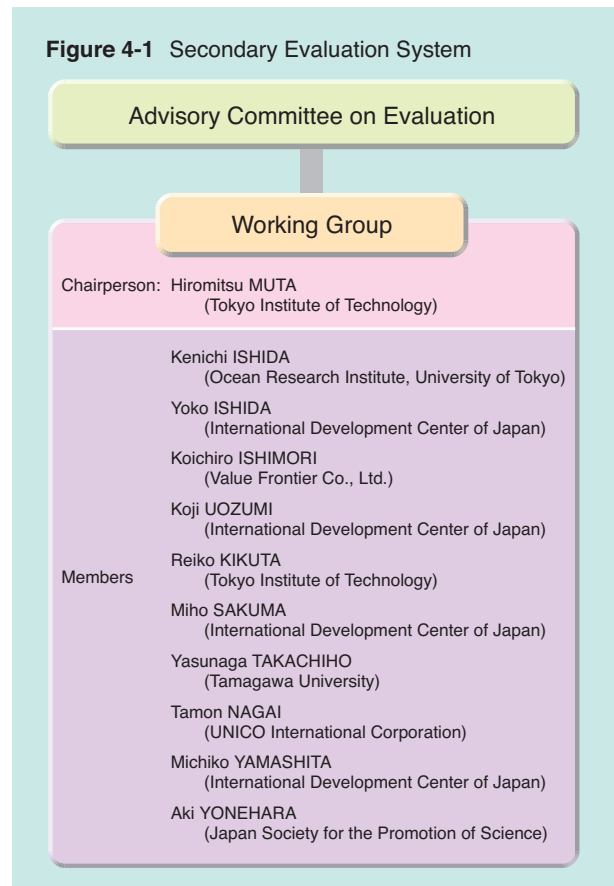 Figure 4-1 Secondary Evaluation System
Advisory Committee on Evaluation
Working Group
Chairperson: Hiromitsu MUTA
(Tokyo Institute of Technology)
Kenichi ISHIDA
(Ocean Research Institute, University of Tokyo)
Yoko ISHIDA
(International Development Center of Japan)
Koichiro ISHIMORI
(Value Frontier Co., Ltd.)
Koji UOZUMI
(International Development Center of Japan)
Reiko KIKUTA
Members
(Tokyo Institute of Technology)
Miho SAKUMA
(International Development Center of Japan)
Yasunaga TAKACHIHO
(Tamagawa University)
Tamon NAGAI
(UNICO International Corporation)
Michiko YAMASHITA
(International Development Center of Japan)
Aki YONEHARA
(Japan Society for the Promotion of Science)